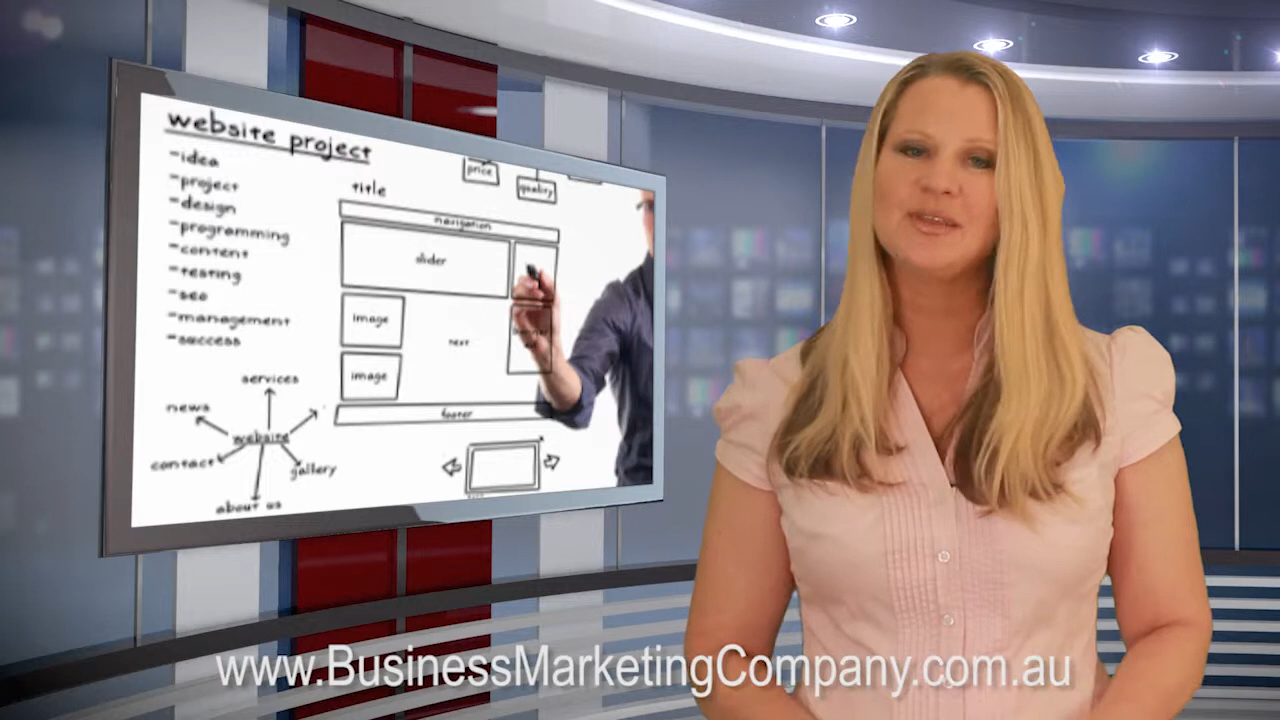 website project
-idea
-project
-design
-programming
-content
-testing
-seo
-management
-success
price
quality
title
navigation
slider
image
text
image
footer
services
news
website
contact
gallery
about us
www.BusinessMarketingCompany.com.au